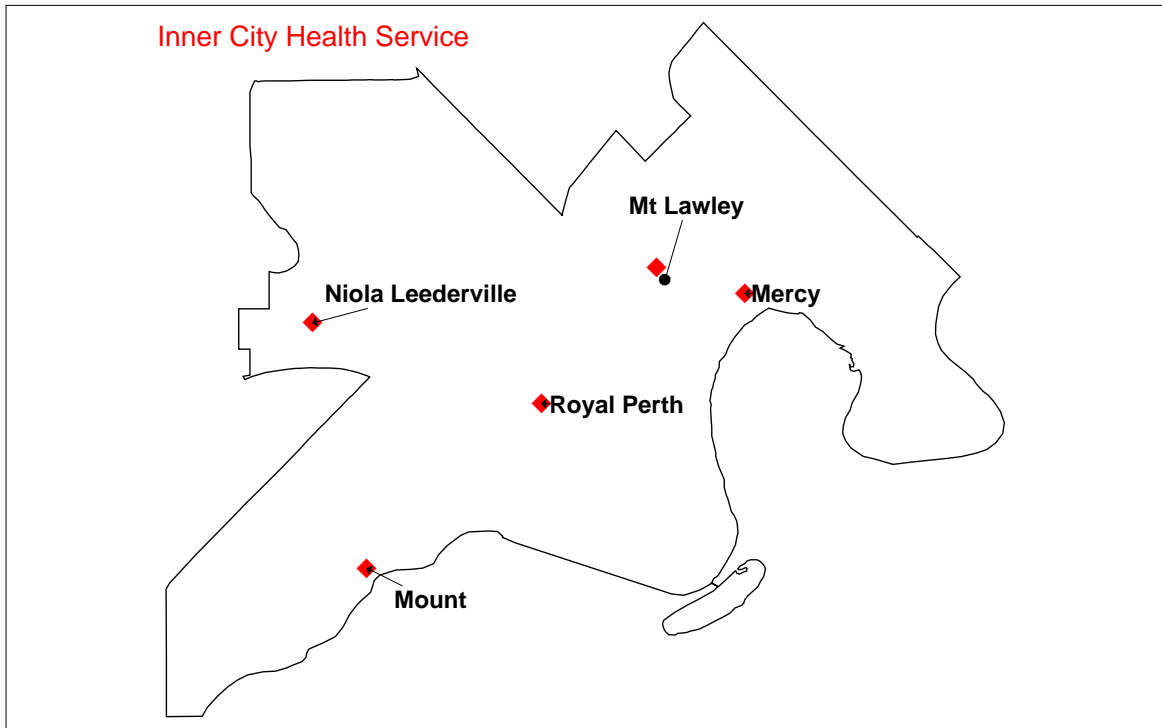 Inner City Health Service
Mt Lawley
Niola Leederville
Mercy
Royal Perth
Mount